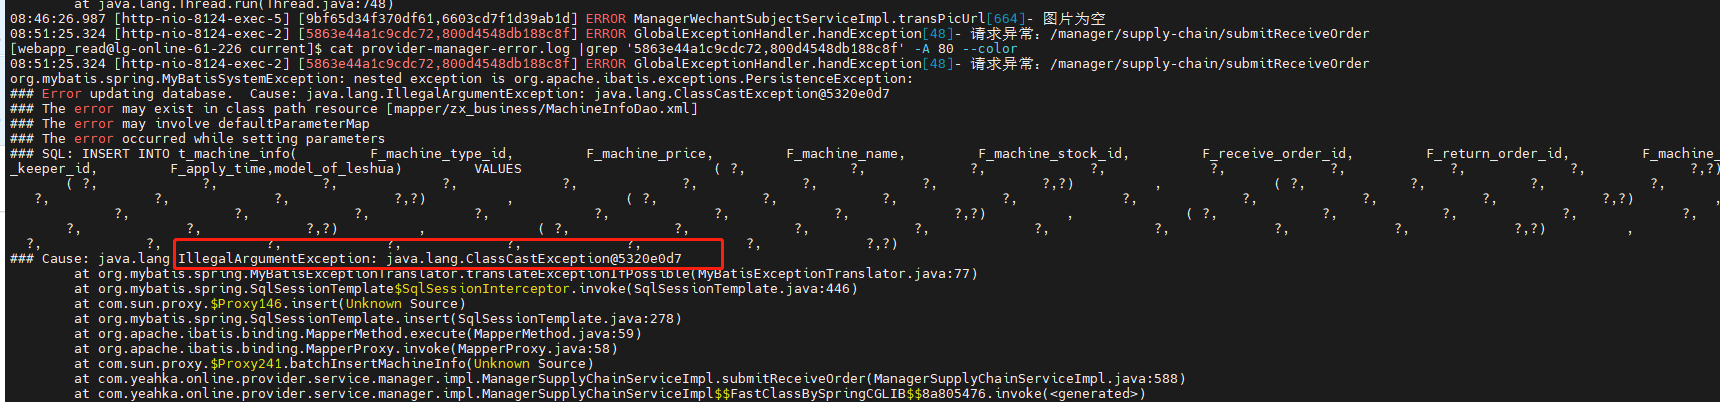 at java.lang.Thread.run(Thread.java:748)
08:46:26.987 [http-nio-8124-exec-5] [9bf65d34f370df61,6603cd7f1d39ab1d] ERROR ManagerWechantSubjectServiceImpl.transPicUrl[664]- 图片为空
08:51:25.324 [http-nio-8124-exec-2] [5863e44a1c9cdc72,800d4548db188c8f] ERROR GlobalExceptionHandler.handException[48]- 请求异常：/manager/supply-chain/submitReceiveOrder
[webapp_read@lg-online-61-226 current]$ cat provider-manager-error.log |grep '5863e44a1c9cdc72,800d4548db188c8f' -A 80 --color
08:51:25.324 [http-nio-8124-exec-2] [5863e44a1c9cdc72,800d4548db188c8f] ERROR GlobalExceptionHandler.handException[48]- 请求异常：/manager/supply-chain/submitReceiveOrder
org.mybatis.spring.MyBatisSystemException: nested exception is org.apache.ibatis.exceptions.PersistenceException:
### Error updating database.  Cause: java.lang.IllegalArgumentException: java.lang.ClassCastException@5320e0d7
### The error may exist in class path resource [mapper/zx_business/MachineInfoDao.xml]
### The error may involve defaultParameterMap
### The error occurred while setting parameters
### SQL: INSERT INTO t_machine_info( F_machine_type_id, F_machine_price, F_machine_name, F_machine_stock_id, F_receive_order_id, F_return_order_id, F_machine_
_keeper_id, F_apply_time,model_of_leshua) VALUES ( ?, ?, ?, ?, ?, ?, ?, ?, ?,?)
( ?, ?, ?, ?, ?, ?, ?, ?, ?,?) , ( ?, ?, ?, ?,
?, ?, ?, ?,?) , ( ?, ?, ?, ?, ?, ?, ?, ?, ?,?) ,
?, ?, ?, ?, ?, ?, ?, ?,?) , ( ?, ?, ?, ?, ?,
?, ?, ?,?) , ( ?, ?, ?, ?, ?, ?, ?, ?, ?,?) ,
?, ?, ?, ?, ?, ?, ?, ?,?)
### Cause: java.lang.IllegalArgumentException: java.lang.ClassCastException@5320e0d7
at org.mybatis.spring.MyBatisExceptionTranslator.translateExceptionIfPossible(MyBatisExceptionTranslator.java:77)
at org.mybatis.spring.SqlSessionTemplate$SqlSessionInterceptor.invoke(SqlSessionTemplate.java:446)
at com.sun.proxy.$Proxy146.insert(Unknown Source)
at org.mybatis.spring.SqlSessionTemplate.insert(SqlSessionTemplate.java:278)
at org.apache.ibatis.binding.MapperMethod.execute(MapperMethod.java:59)
at org.apache.ibatis.binding.MapperProxy.invoke(MapperProxy.java:58)
at com.sun.proxy.$Proxy241.batchInsertMachineInfo(Unknown Source)
at com.yeahka.online.provider.service.manager.impl.ManagerSupplyChainServiceImpl.submitReceiveOrder(ManagerSupplyChainServiceImpl.java:588)
at com.yeahka.online.provider.service.manager.impl.ManagerSupplyChainServiceImpl$$FastClassBySpringCGLIB$$8a805476.invoke(<generated>)